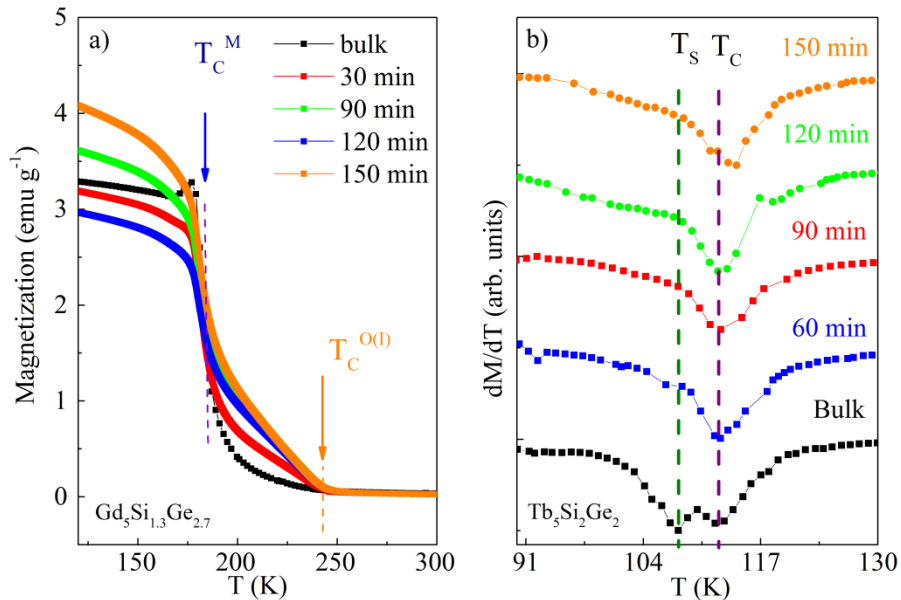 a)
T_C^M
bulk
30 min
90 min
120 min
150 min
T_C^O(I)
Gd5Si1.3Ge2.7
Magnetization (emu g⁻¹)
5
4
3
2
1
0
150 200 250 300
T (K)
b)
T_S T_C
150 min
120 min
90 min
60 min
Bulk
Tb5Si2Ge2
dM/dT (arb. units)
91 104 117 130
T (K)